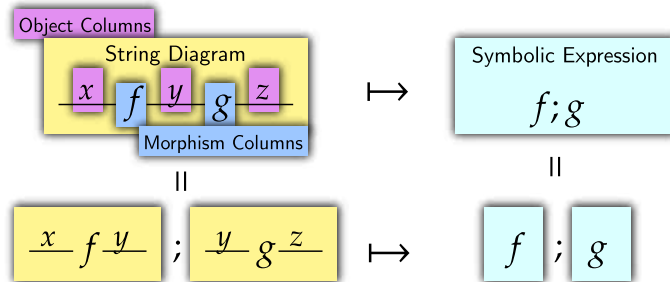 Object Columns
String Diagram
x f y g z
Morphism Columns
↦
Symbolic Expression
f;g
=
=
x f y ; y g z
↦
f ; g